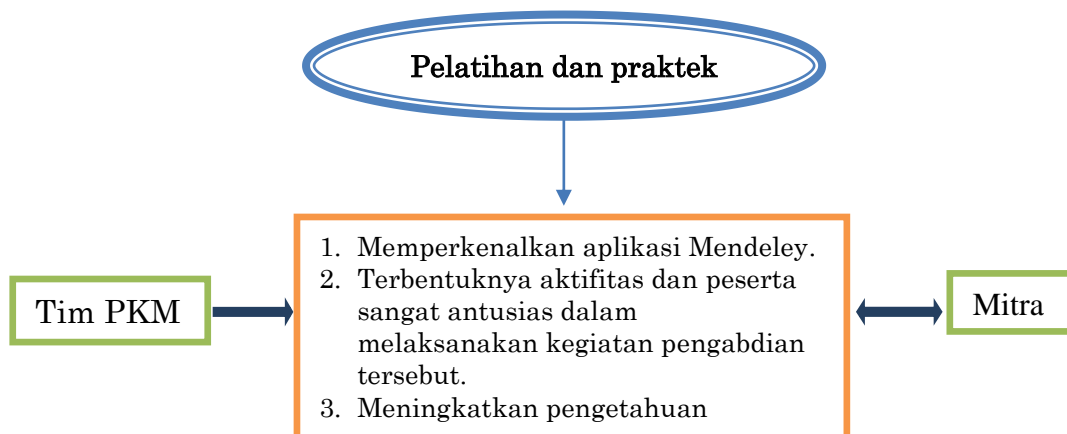 Pelatihan dan praktek
1. Memperkenalkan aplikasi Mendeley.
2. Terbentuknya aktifitas dan peserta
sangat antusias dalam
melaksanakan kegiatan pengabdian
tersebut.
3. Meningkatkan pengetahuan
Tim PKM
Mitra